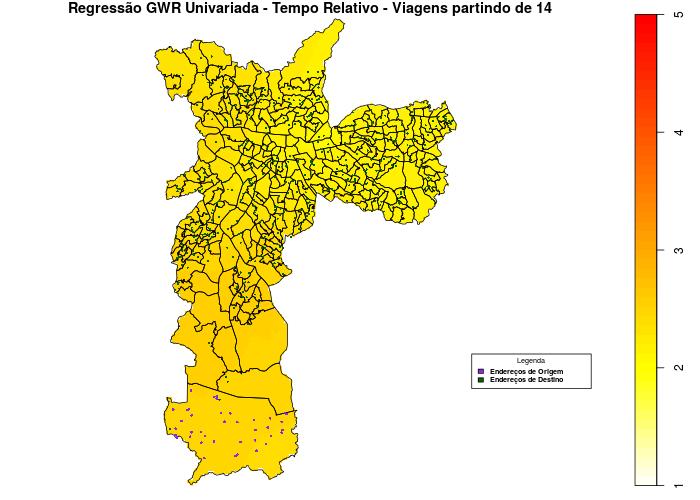 Regressão GWR Univariada - Tempo Relativo - Viagens partindo de 14
5
4
3
2
1
Legenda
Endereços de Origem
Endereços de Destino